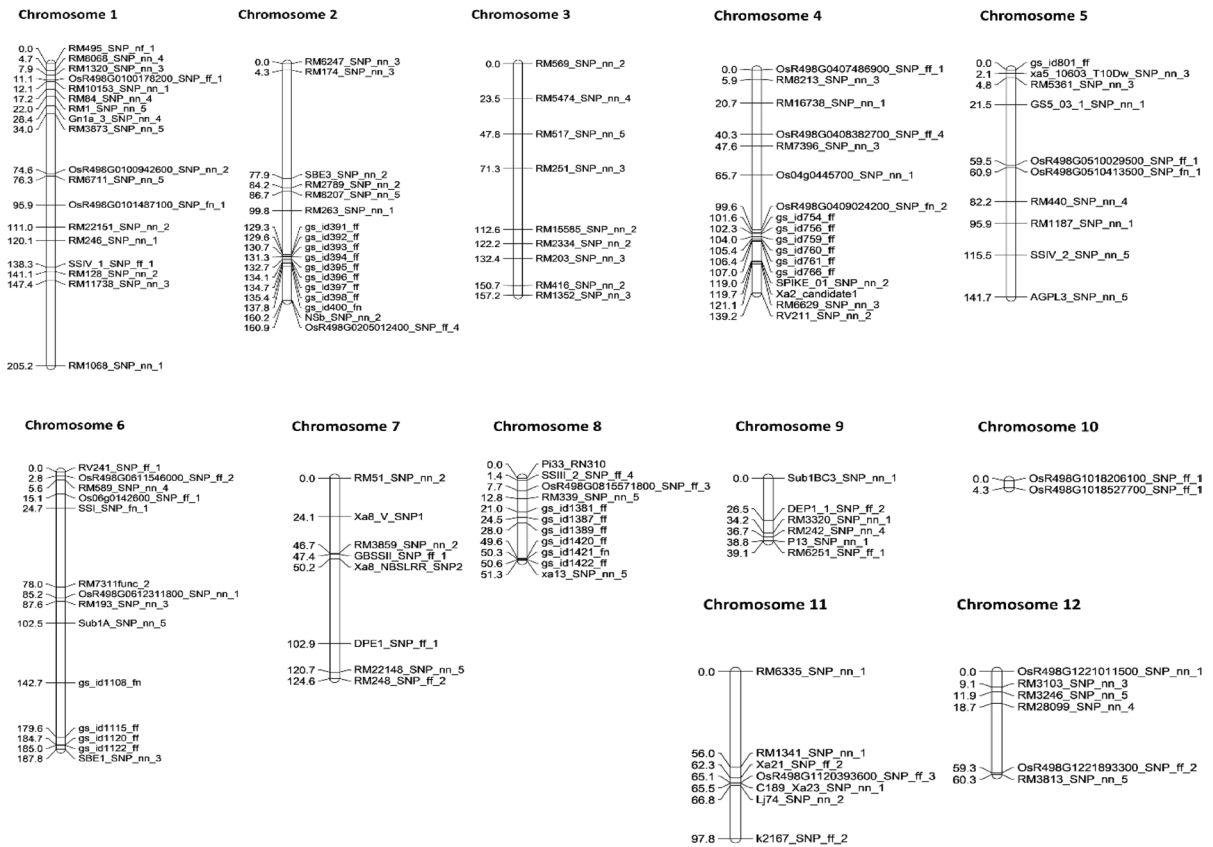 Chromosome 1
0.0 RM495_SNP_nf_1
4.7 RM8068_SNP_nn_4
7.9 RM1320_SNP_nn_3
11.1 OsR498G0100178200_SNP_ff_1
12.1 RM10153_SNP_nn_1
17.2 RM84_SNP_nn_4
22.0 RM1_SNP_nn_5
28.4 Gn1a_3_SNP_nn_4
34.0 RM3873_SNP_nn_5
74.6 OsR498G0100942600_SNP_nn_2
76.3 RM6711_SNP_nn_5
95.9 OsR498G0101487100_SNP_fn_1
111.0 RM22151_SNP_nn_2
120.1 RM246_SNP_nn_1
138.3 SSIV_1_SNP_ff_1
141.1 RM128_SNP_nn_2
147.4 RM11738_SNP_nn_3
205.2 RM1068_SNP_nn_1
Chromosome 2
0.0 RM6247_SNP_nn_3
4.3 RM174_SNP_nn_3
77.9 SBE3_SNP_nn_2
84.2 RM2789_SNP_nn_2
86.7 RM8207_SNP_nn_5
99.8 RM263_SNP_nn_1
129.3 gs_id391_ff
129.6 gs_id392_ff
130.7 gs_id393_ff
131.3 gs_id394_ff
132.7 gs_id395_ff
134.1 gs_id396_ff
134.7 gs_id397_ff
135.4 gs_id398_ff
137.8 gs_id400_fn
160.2 NSb_SNP_nn_2
160.9 OsR498G0205012400_SNP_ff_4
Chromosome 3
0.0 RM569_SNP_nn_2
23.5 RM5474_SNP_nn_4
47.8 RM517_SNP_nn_5
71.3 RM251_SNP_nn_3
112.6 RM15585_SNP_nn_2
122.2 RM2334_SNP_nn_2
132.4 RM203_SNP_nn_3
150.7 RM416_SNP_nn_2
157.2 RM1352_SNP_nn_3
Chromosome 4
0.0 OsR498G0407486900_SNP_ff_1
5.9 RM8213_SNP_nn_3
20.7 RM16738_SNP_nn_1
40.3 OsR498G0408382700_SNP_ff_4
47.6 RM7396_SNP_nn_3
65.7 Os04g0445700_SNP_nn_1
99.6 OsR498G0409024200_SNP_fn_2
101.6 gs_id754_ff
102.3 gs_id756_ff
104.0 gs_id759_ff
105.4 gs_id760_ff
106.4 gs_id761_ff
107.0 gs_id766_ff
119.0 SPIKE_01_SNP_nn_2
119.7 Xa2_candidate1
121.1 RM6629_SNP_nn_3
139.2 RV211_SNP_nn_2
Chromosome 5
0.0 gs_id801_ff
2.1 xa5_10603_T10Dw_SNP_nn_3
4.8 RM5361_SNP_nn_3
21.5 GS5_03_1_SNP_nn_1
59.5 OsR498G0510029500_SNP_ff_1
60.9 OsR498G0510413500_SNP_fn_1
82.2 RM440_SNP_nn_4
95.9 RM1187_SNP_nn_1
115.5 SSIV_2_SNP_nn_5
141.7 AGPL3_SNP_nn_5
Chromosome 6
0.0 RV241_SNP_ff_1
2.8 OsR498G0611546000_SNP_ff_2
5.6 RM589_SNP_nn_4
15.1 Os06g0142600_SNP_ff_1
24.7 SSI_SNP_fn_1
78.0 RM7311func_2
85.2 OsR498G0612311800_SNP_nn_1
87.6 RM193_SNP_nn_3
102.5 Sub1A_SNP_nn_5
142.7 gs_id1108_fn
179.6 gs_id1115_ff
184.7 gs_id1120_ff
185.0 gs_id1122_ff
187.8 SBE1_SNP_nn_3
Chromosome 7
0.0 RM51_SNP_nn_2
24.1 Xa8_V_SNP1
46.7 RM3859_SNP_nn_2
47.4 GBSSII_SNP_ff_1
50.2 Xa8_NBSLRR_SNP2
102.9 DPE1_SNP_ff_1
120.7 RM22148_SNP_nn_5
124.6 RM248_SNP_ff_2
Chromosome 8
0.0 Pi33_RN310
1.4 SSIII_2_SNP_ff_4
7.7 OsR498G0815571800_SNP_ff_3
12.8 RM339_SNP_nn_5
21.0 gs_id1381_ff
24.5 gs_id1387_ff
28.0 gs_id1389_ff
49.6 gs_id1420_ff
50.3 gs_id1421_fn
50.6 gs_id1422_ff
51.3 xa13_SNP_nn_5
Chromosome 9
0.0 Sub1BC3_SNP_nn_1
26.5 DEP1_1_SNP_ff_2
34.2 RM3320_SNP_nn_1
36.7 RM242_SNP_nn_4
38.8 P13_SNP_nn_1
39.1 RM6251_SNP_ff_1
Chromosome 10
0.0 OsR498G1018206100_SNP_ff_1
4.3 OsR498G1018527700_SNP_ff_1
Chromosome 11
0.0 RM6335_SNP_nn_1
56.0 RM1341_SNP_nn_1
62.3 Xa21_SNP_ff_2
65.1 OsR498G1120393600_SNP_ff_3
65.5 C189_Xa23_SNP_nn_1
66.8 Lj74_SNP_nn_2
97.8 k2167_SNP_ff_2
Chromosome 12
0.0 OsR498G1221011500_SNP_nn_1
9.1 RM3103_SNP_nn_3
11.9 RM3246_SNP_nn_5
18.7 RM28099_SNP_nn_4
59.3 OsR498G1221893300_SNP_ff_2
60.3 RM3813_SNP_nn_5